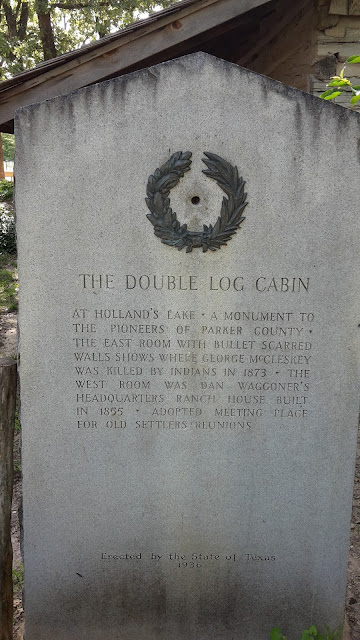 THE DOUBLE LOG CABIN
AT HOLLAND'S LAKE • A MONUMENT TO
THE PIONEERS OF PARKER COUNTY •
THE EAST ROOM WITH BULLET SCARRED
WALLS SHOWS WHERE GEORGE MCCLESKEY
WAS KILLED BY INDIANS IN 1873 • THE
WEST ROOM WAS DAN WAGGONER'S
HEADQUARTERS RANCH HOUSE BUILT
IN 1855 • ADOPTED MEETING PLACE
FOR OLD SETTLERS REUNIONS
Erected by the State of Texas
1936